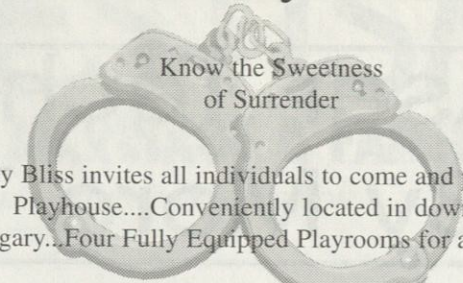 Know the Sweetness
of Surrender
y Bliss invites all individuals to come and
Playhouse....Conveniently located in dow
gary...Four Fully Equipped Playrooms for a